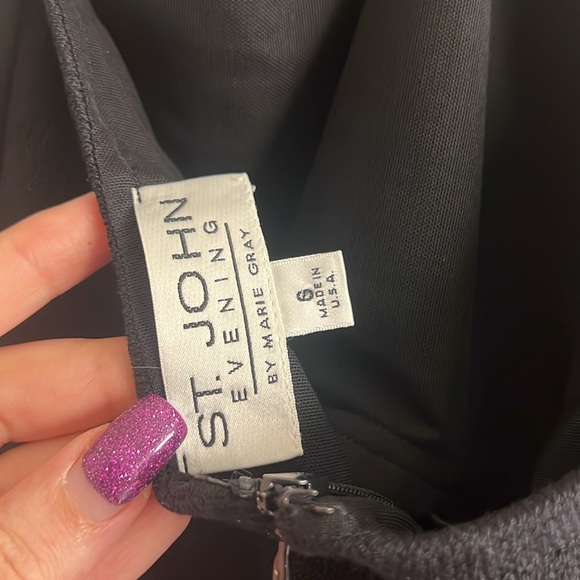 ST. JOHN
EVENING
BY MARIE GRAY
6
MADE IN
U.S.A.